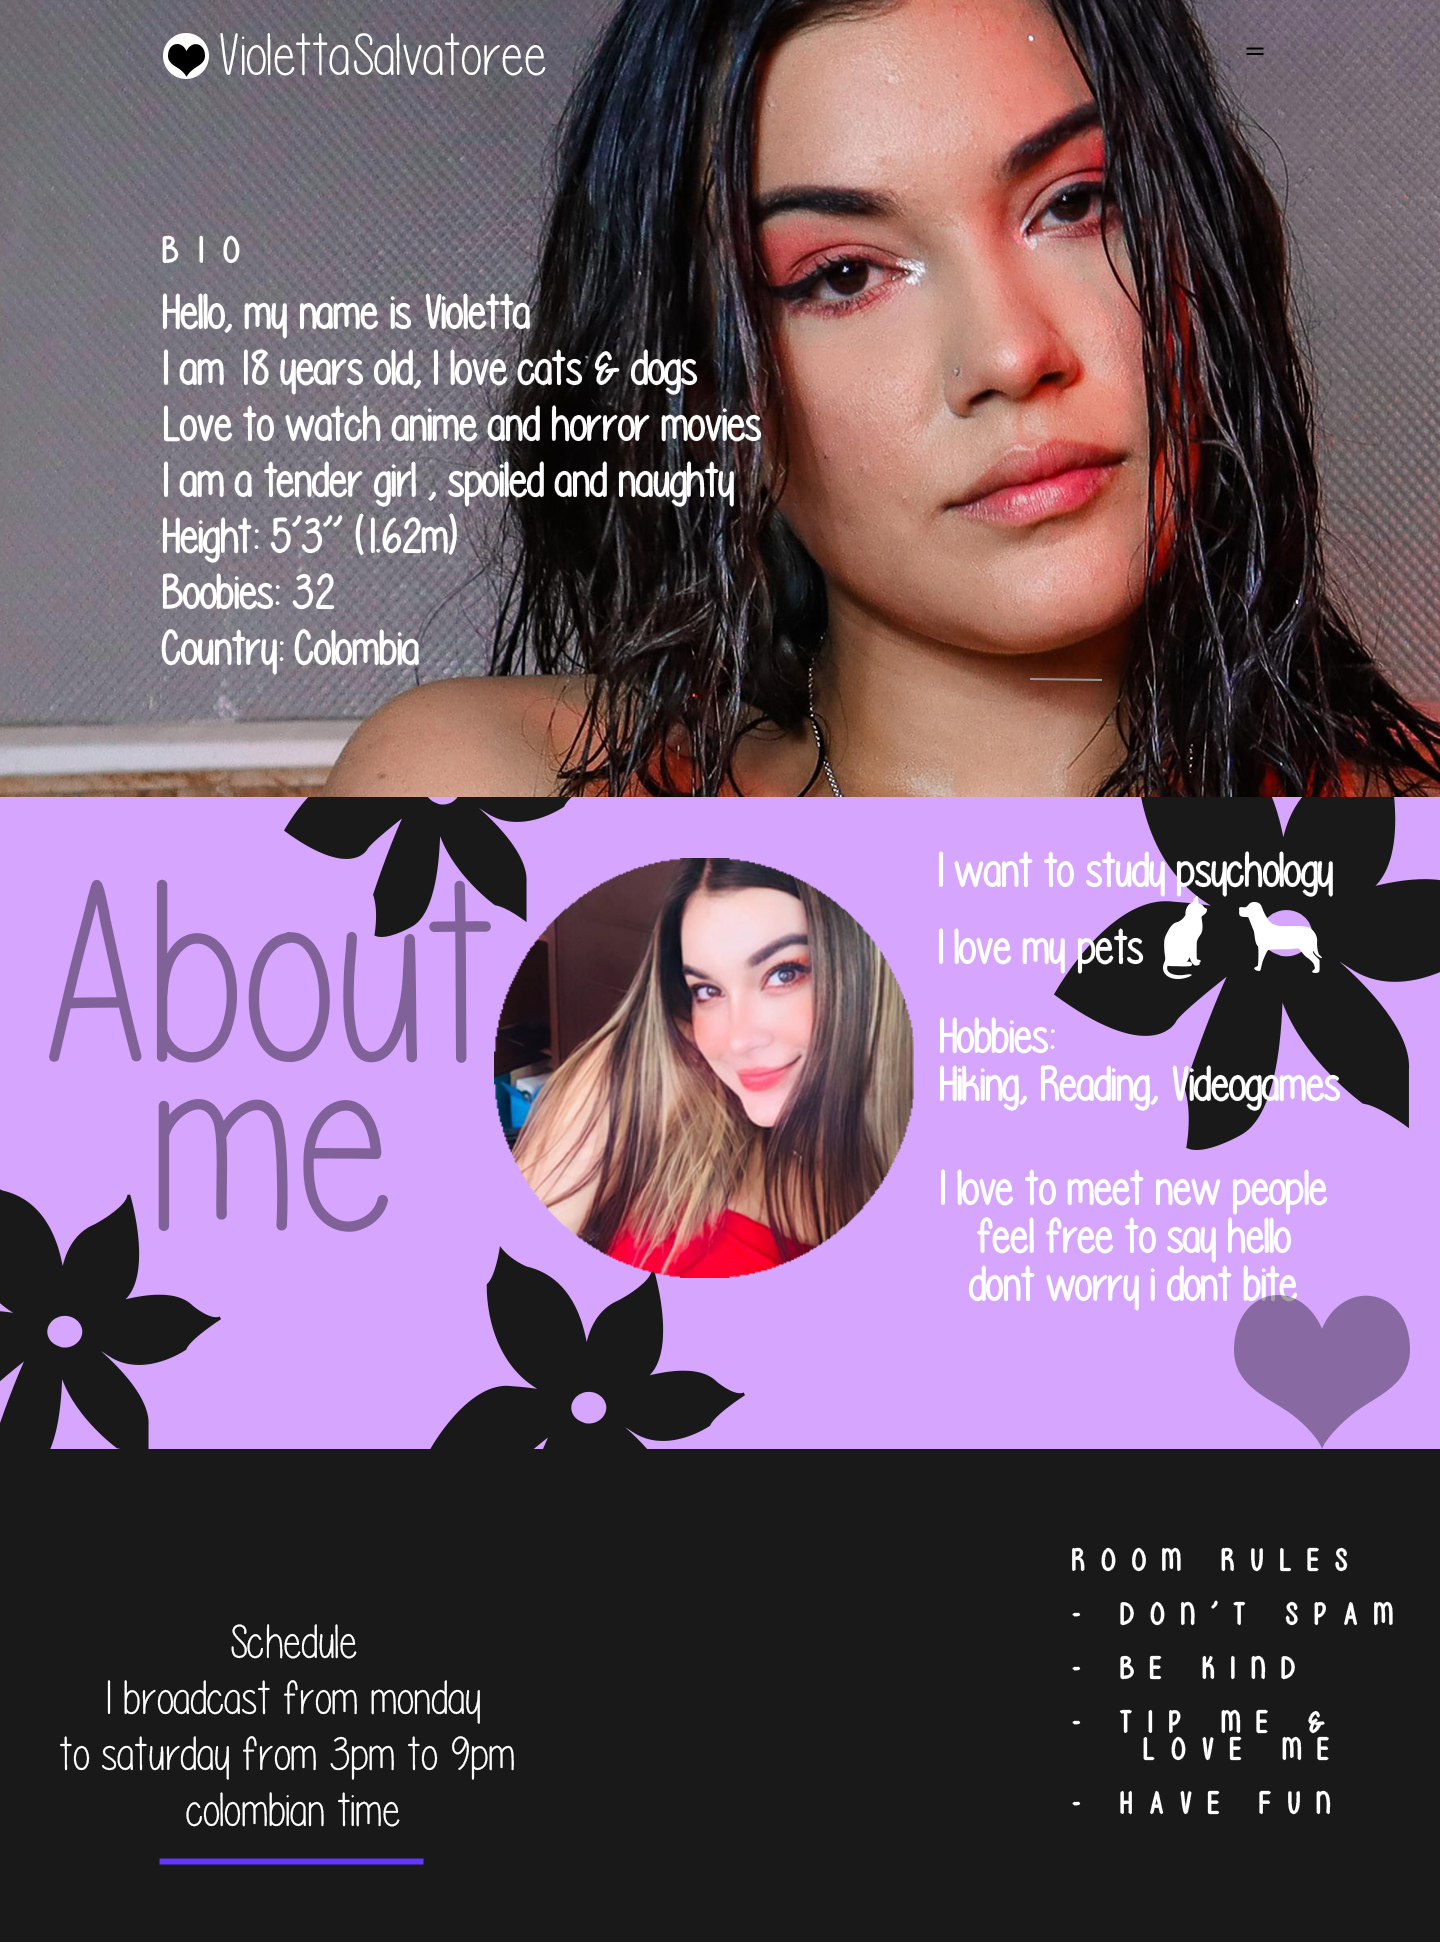 ViolettaSalvatoree
BIO
Hello, my name is Violetta
I am 18 years old, I love cats & dogs
Love to watch anime and horror movies
I am a tender girl , spoiled and naughty
Height: 5'3'' (1.62m)
Boobies: 32
Country: Colombia
About
me
I want to study psychology
I love my pets
Hobbies:
Hiking, Reading, Videogames
I love to meet new people
feel free to say hello
dont worry i dont bite
Schedule
I broadcast from monday
to saturday from 3pm to 9pm
colombian time
ROOM RULES
- DON'T SPAM
- BE KIND
- TIP ME &
LOVE ME
- HAVE FUN